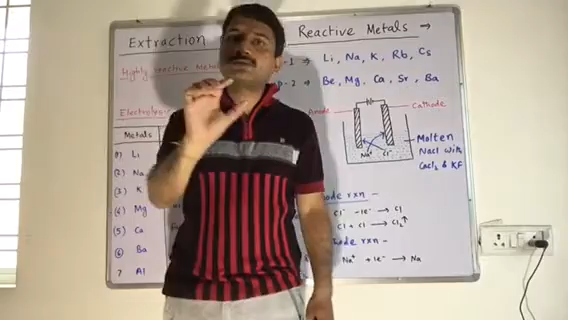 Extraction Reactive Metals →
Highly Reactive Metals
-1 → Li, Na, K, Rb, Cs
p-2 → Be, Mg, Ca, Sr, Ba
Anode Cathode
Na⁺ Cl⁻
Molten
NaCl with
CaCl₂ & KF
Metals
(1) Li
(2) Na
(3) K
(4) Mg
(5) Ca
(6) Ba
7 Al
ode rxn –
Cl⁻ –1e⁻ → Cl
Cl + Cl → Cl₂↑
ode rxn –
Na⁺ +1e⁻ → Na